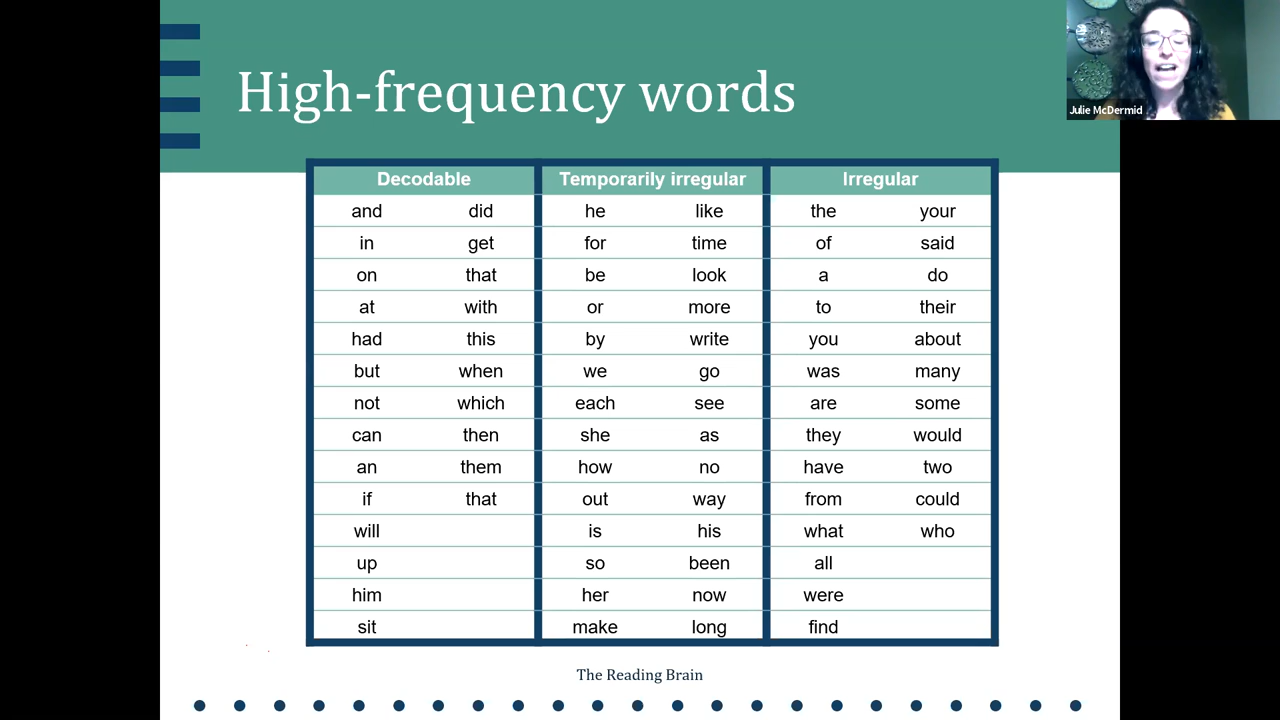 High-frequency words
Julie McDermid
Decodable Temporarily irregular Irregular
and did he like the your
in get for time of said
on that be look a do
at with or more to their
had this by write you about
but when we go was many
not which each see are some
can then she as they would
an them how no have two
if that out way from could
will is his what who
up so been all
him her now were
sit make long find
The Reading Brain